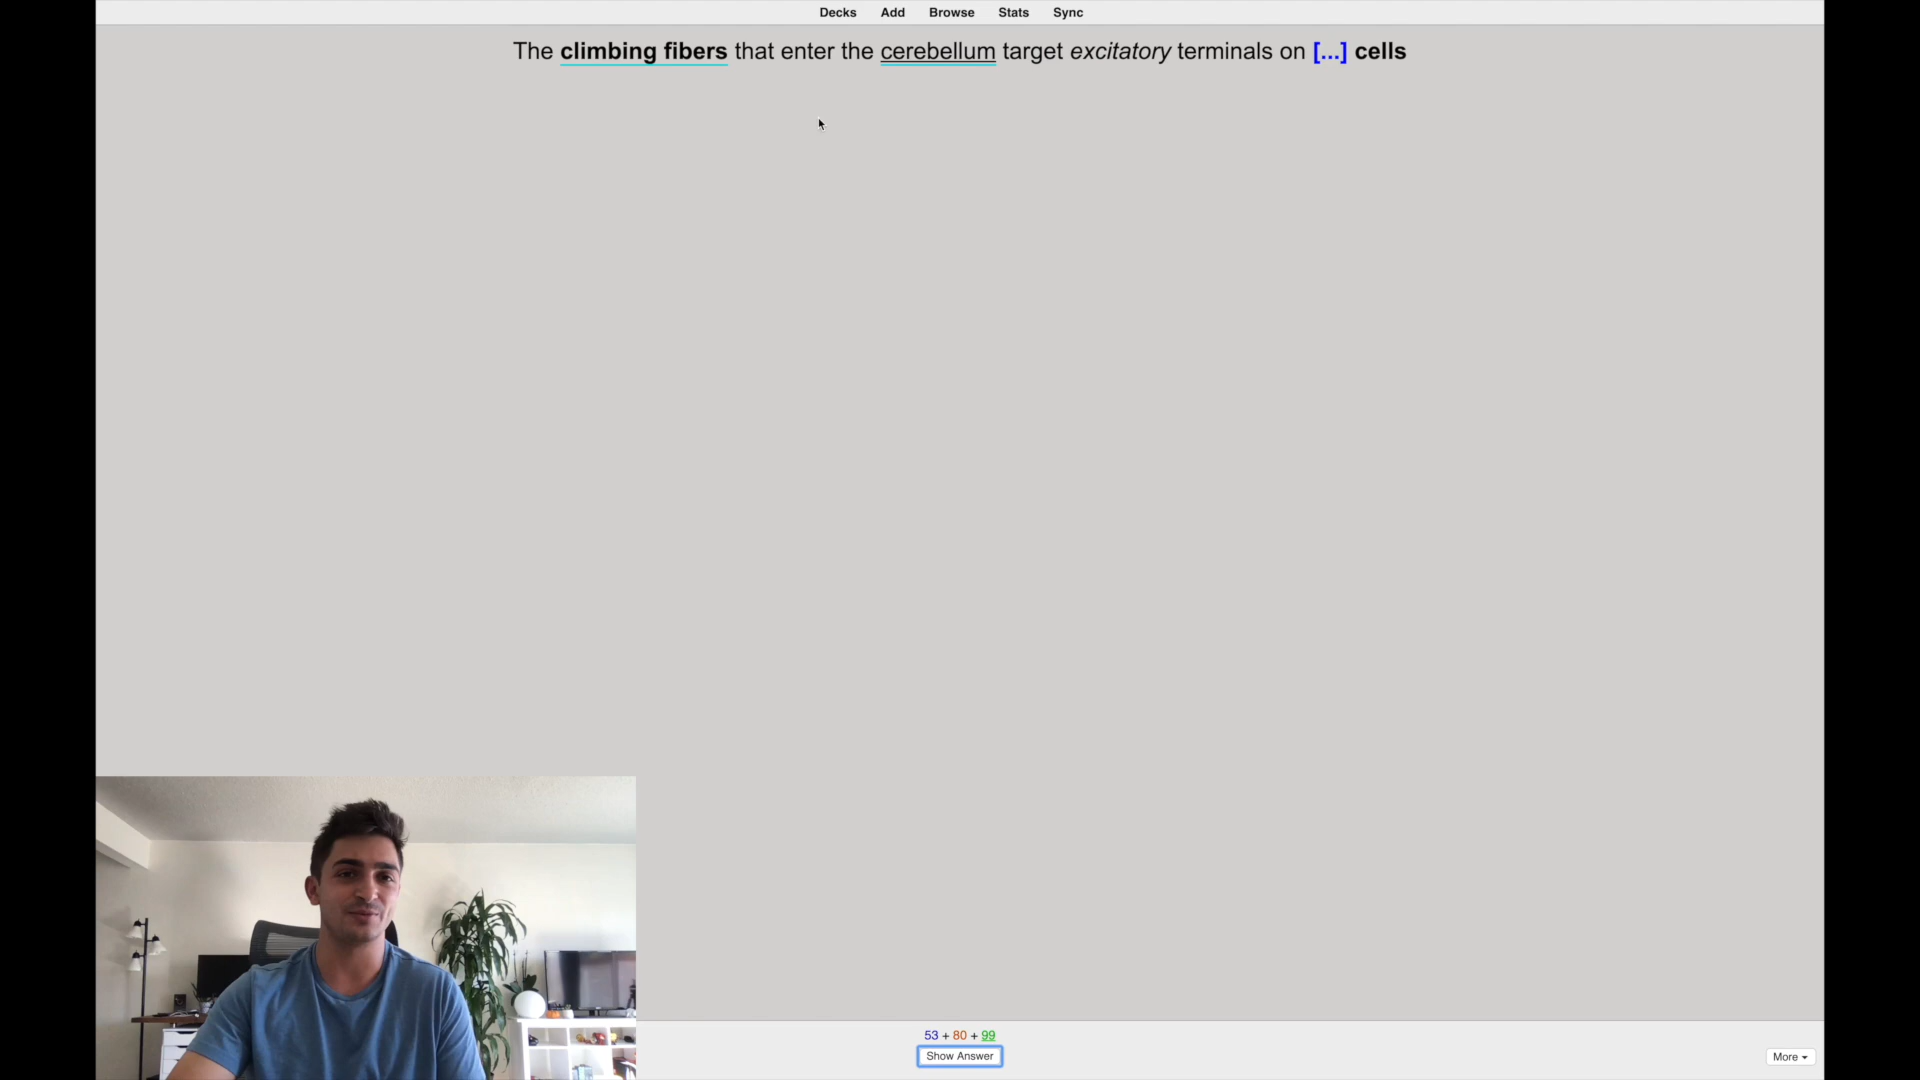 Decks Add Browse Stats Sync
The climbing fibers that enter the cerebellum target excitatory terminals on [...] cells
53 + 80 + 99
Show Answer
More